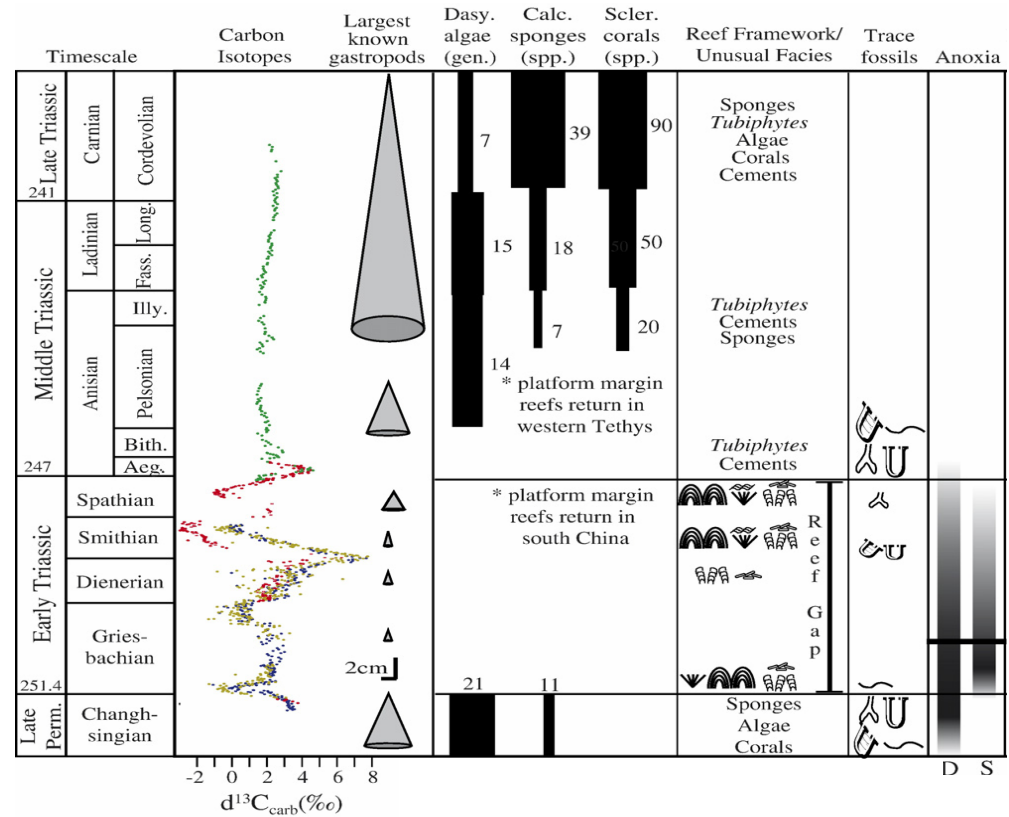 Timescale
Carbon
Isotopes
Largest
known
gastropods
Dasy.
algae
(gen.)
Calc.
sponges
(spp.)
Scler.
corals
(spp.)
Reef Framework/
Unusual Facies
Trace
fossils
Anoxia
Late Triassic
241
Carnian
Cordevolian
7
39
90
Sponges
Tubiphytes
Algae
Corals
Cements
Middle Triassic
247
Ladinian
Long.
Fass.
15
18
50
50
Anisian
Illy.
Pelsonian
Bith.
Aeg.
14
7
20
Tubiphytes
Cements
Sponges
* platform margin
reefs return in
western Tethys
Tubiphytes
Cements
Early Triassic
251.4
Spathian
Smithian
Dienerian
Gries-
bachian
* platform margin
reefs return in
south China
Reef Gap
2cm
Late
Perm.
Changh-
singian
21
11
Sponges
Algae
Corals
D
S
-2 0 2 4 6 8
d13Ccarb(‰)